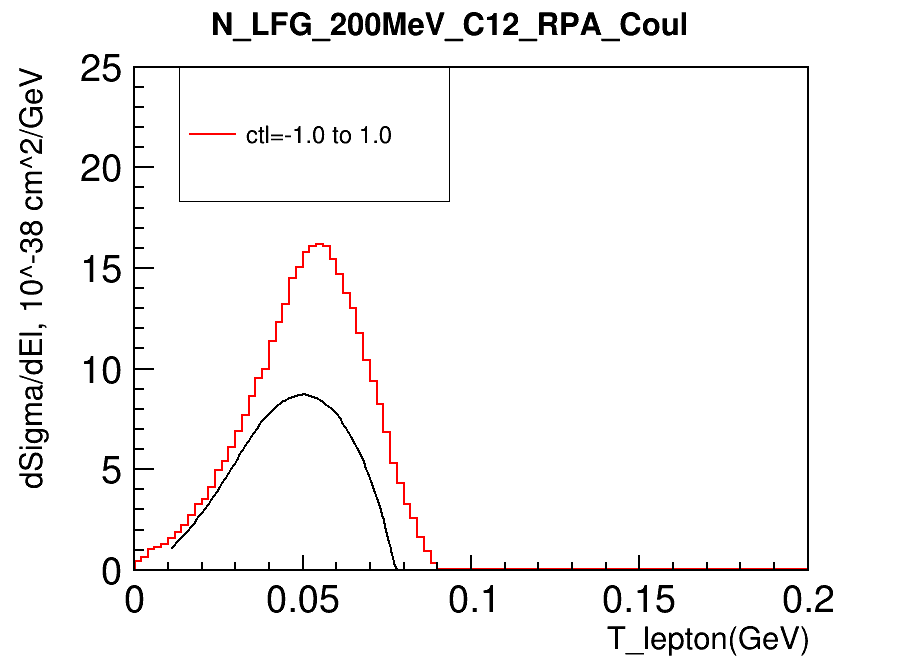 N_LFG_200MeV_C12_RPA_Coul
dSigma/dEl, 10^-38 cm^2/GeV
25
20
15
10
5
0
ctl=-1.0 to 1.0
0 0.05 0.1 0.15 0.2
T_lepton(GeV)